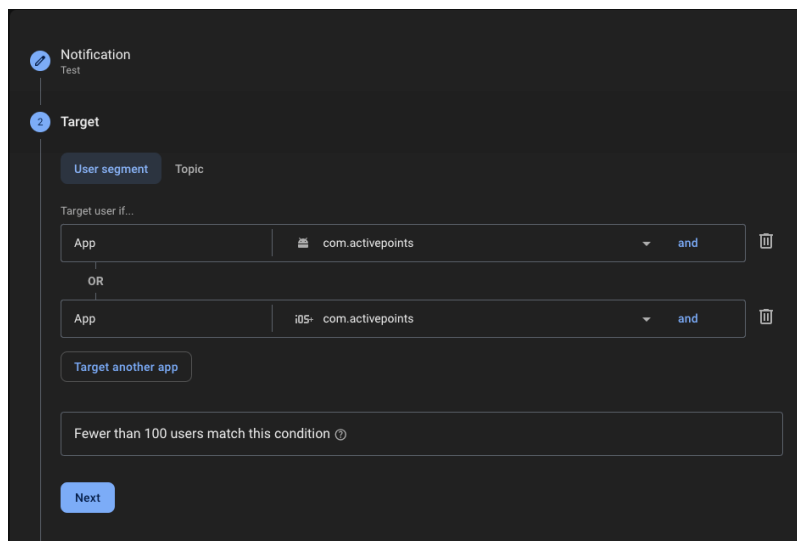 Notification
Test
2 Target
User segment Topic
Target user if...
App com.activepoints and
OR
App iOS+ com.activepoints and
Target another app
Fewer than 100 users match this condition ?
Next